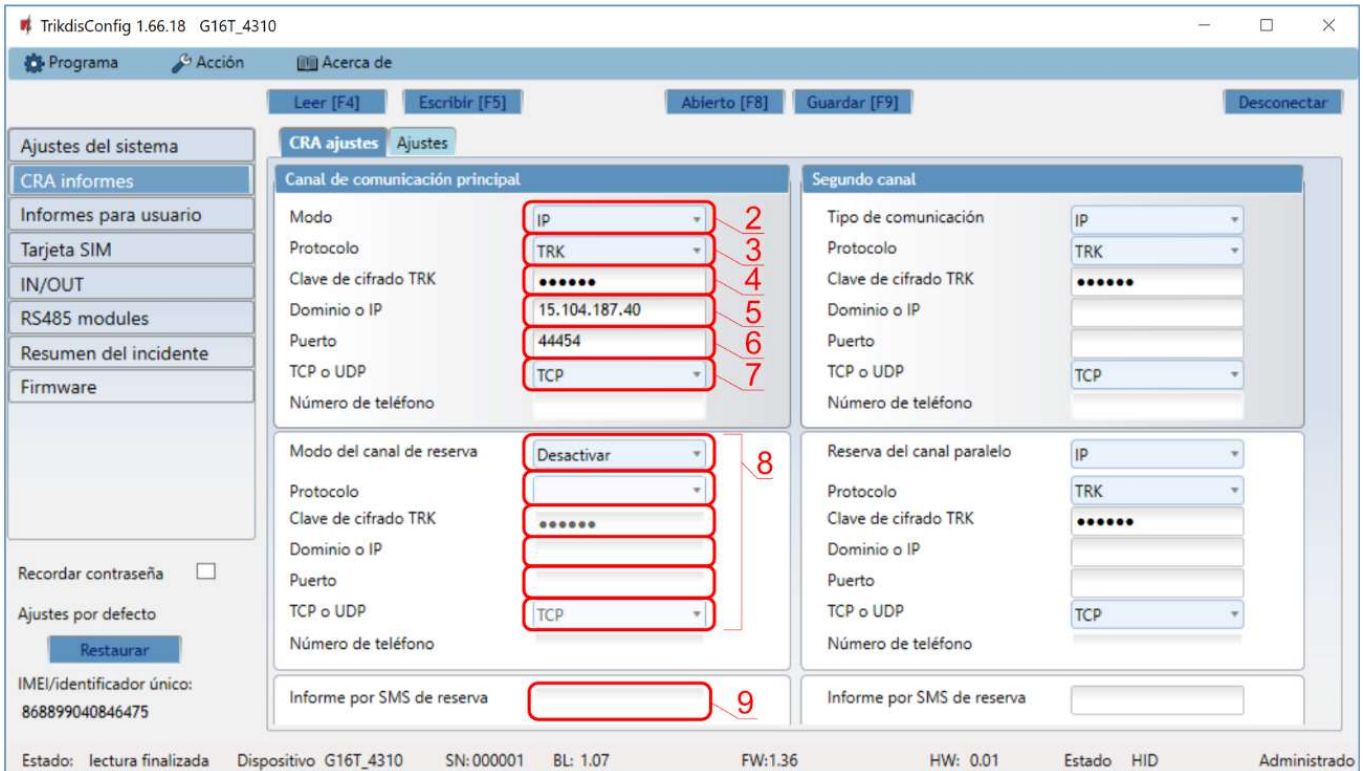 TrikdisConfig 1.66.18 G16T_4310
Programa Acción Acerca de
Leer [F4] Escribir [F5] Abierto [F8] Guardar [F9] Desconectar
Ajustes del sistema
CRA informes
Informes para usuario
Tarjeta SIM
IN/OUT
RS485 modules
Resumen del incidente
Firmware
Recordar contraseña
Ajustes por defecto
Restaurar
IMEI/identificador único:
868899040846475
CRA ajustes Ajustes
Canal de comunicación principal
Modo IP 2
Protocolo TRK 3
Clave de cifrado TRK •••••• 4
Dominio o IP 15.104.187.40 5
Puerto 44454 6
TCP o UDP TCP 7
Número de teléfono
Modo del canal de reserva Desactivar 8
Protocolo
Clave de cifrado TRK ••••••
Dominio o IP
Puerto
TCP o UDP TCP
Número de teléfono
Informe por SMS de reserva 9
Segundo canal
Tipo de comunicación IP
Protocolo TRK
Clave de cifrado TRK ••••••
Dominio o IP
Puerto
TCP o UDP TCP
Número de teléfono
Reserva del canal paralelo IP
Protocolo TRK
Clave de cifrado TRK ••••••
Dominio o IP
Puerto
TCP o UDP TCP
Número de teléfono
Informe por SMS de reserva
Estado: lectura finalizada Dispositivo G16T_4310 SN:000001 BL: 1.07 FW:1.36 HW: 0.01 Estado HID Administrado